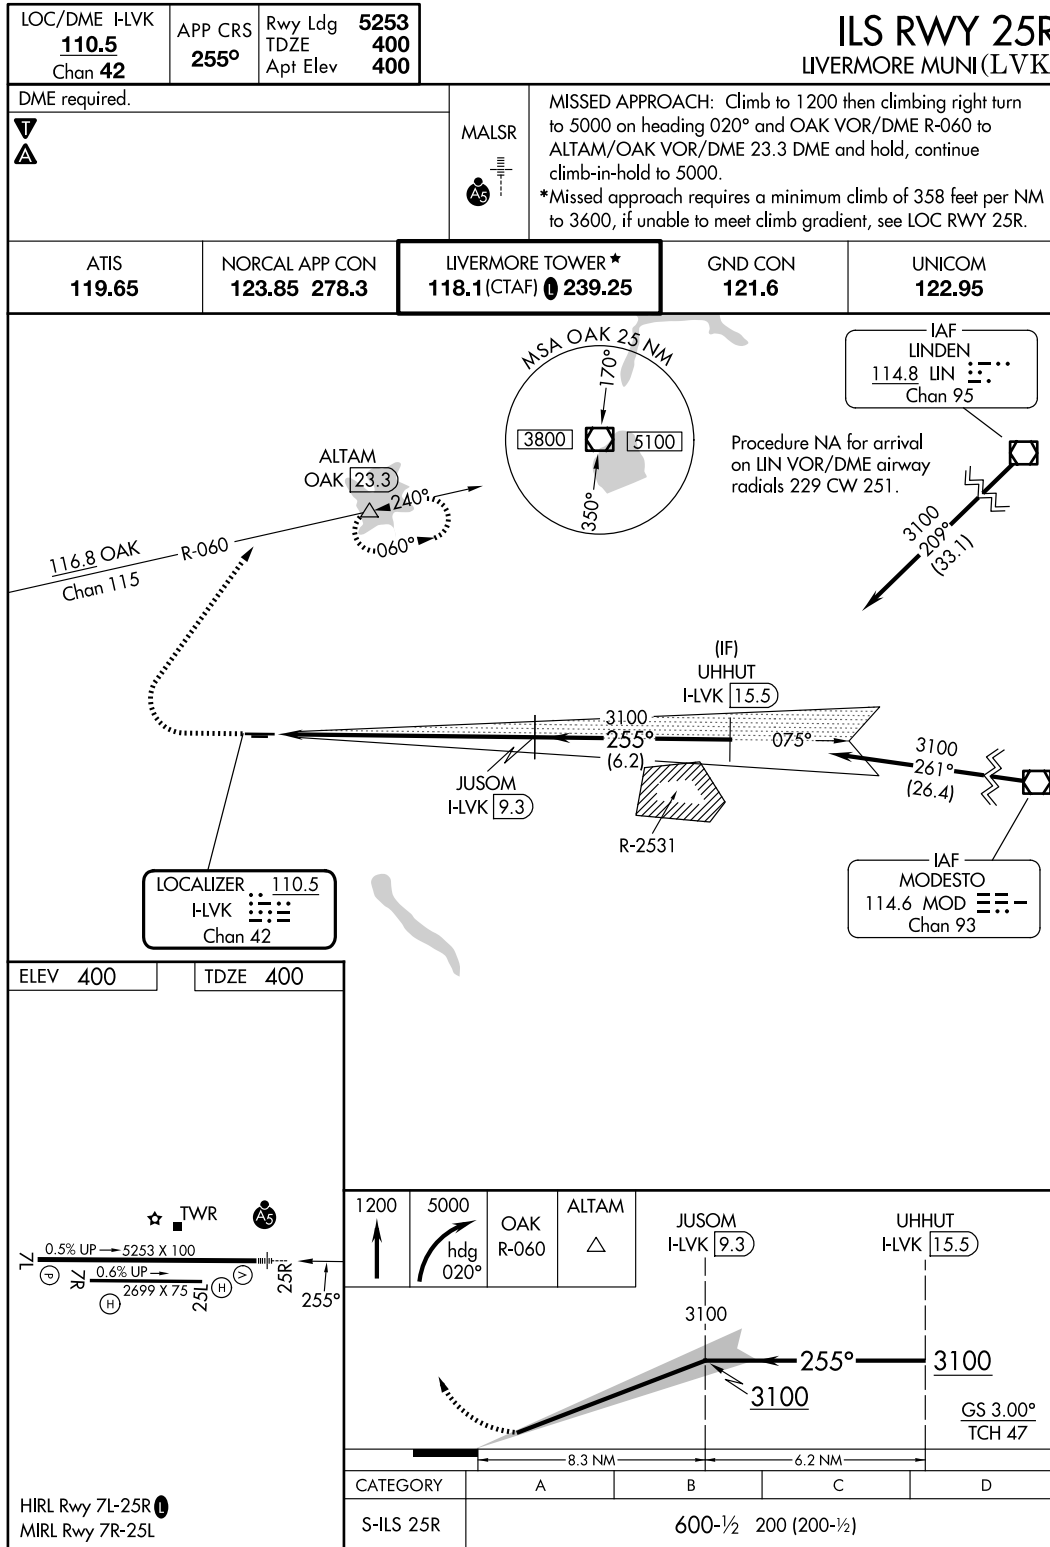 LOC/DME I-LVK
110.5
Chan 42
APP CRS
255°
Rwy Ldg 5253
TDZE 400
Apt Elev 400
ILS RWY 25R
LIVERMORE MUNI (LVK
DME required.
T
A
MALSR
A5
MISSED APPROACH: Climb to 1200 then climbing right turn
to 5000 on heading 020° and OAK VOR/DME R-060 to
ALTAM/OAK VOR/DME 23.3 DME and hold, continue
climb-in-hold to 5000.
*Missed approach requires a minimum climb of 358 feet per NM
to 3600, if unable to meet climb gradient, see LOC RWY 25R.
ATIS
119.65
NORCAL APP CON
123.85 278.3
LIVERMORE TOWER ★
118.1 (CTAF) L 239.25
GND CON
121.6
UNICOM
122.95
MSA OAK 25 NM
170°
3800
5100
350°
IAF
LINDEN
114.8 LIN
Chan 95
Procedure NA for arrival
on LIN VOR/DME airway
radials 229 CW 251.
3100
209°
(33.1)
ALTAM
OAK 23.3
240°
060°
116.8 OAK
Chan 115
R-060
(IF)
UHHUT
I-LVK 15.5
3100
255°
(6.2)
075°
JUSOM
I-LVK 9.3
R-2531
3100
261°
(26.4)
IAF
MODESTO
114.6 MOD
Chan 93
LOCALIZER 110.5
I-LVK
Chan 42
ELEV 400
TDZE 400
TWR
A5
0.5% UP
5253 X 100
7L
P
7R
0.6% UP
2699 X 75
25L
H
H
V
25R
255°
HIRL Rwy 7L-25R L
MIRL Rwy 7R-25L
1200
5000
hdg
020°
OAK
R-060
ALTAM
JUSOM
I-LVK 9.3
UHHUT
I-LVK 15.5
3100
255°
3100
3100
GS 3.00°
TCH 47
8.3 NM
6.2 NM
CATEGORY A B C D
S-ILS 25R 600-½ 200 (200-½)